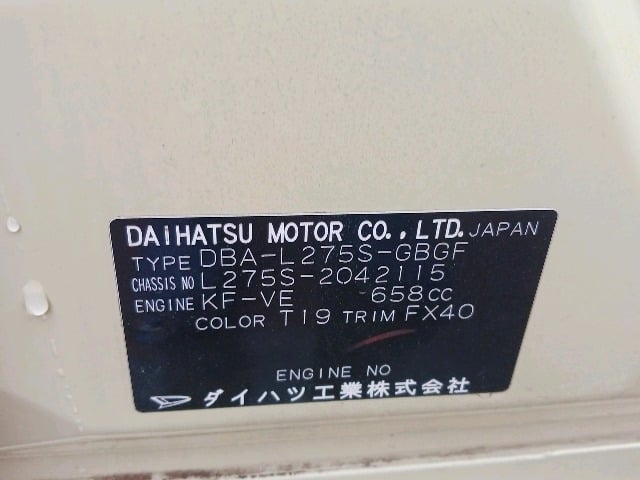 DAIHATSU MOTOR CO.,LTD. JAPAN
TYPE DBA-L275S-GBGF
CHASSIS NO L275S-2042115
ENGINE KF-VE 658cc
COLOR T19 TRIM FX40
ENGINE NO
ダイハツ工業株式会社